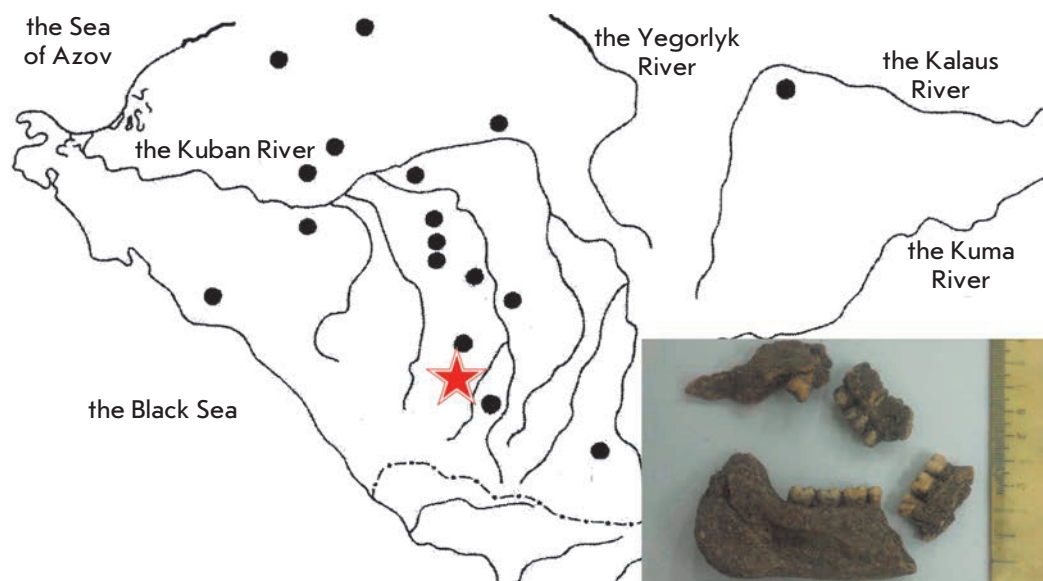 the Sea
of Azov
the Yegorlyk
River
the Kalaus
River
the Kuban River
the Kuma
River
the Black Sea